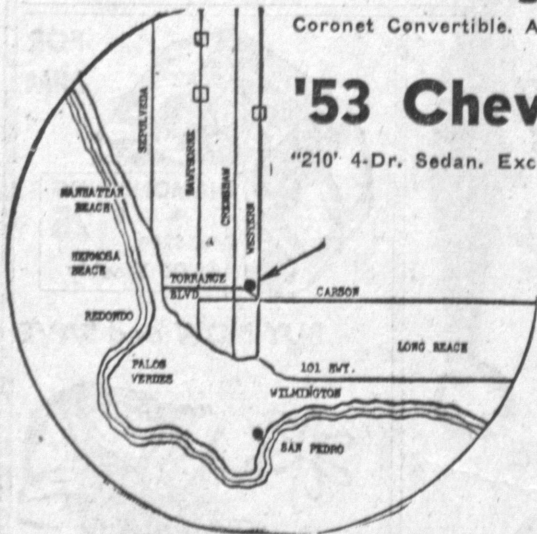 Coronet Convertible. A
'53 Chev
"210' 4-Dr. Sedan. Exc
SEPULVEDA
HAWTHORNE
CRENSHAW
WESTERN
MANHATTAN
BEACH
HERMOSA
BEACH
TORRANCE
BLVD
CARSON
REDONDO
LONG BEACH
PALOS
VERDES
101 HWY.
WILMINGTON
SAN PEDRO